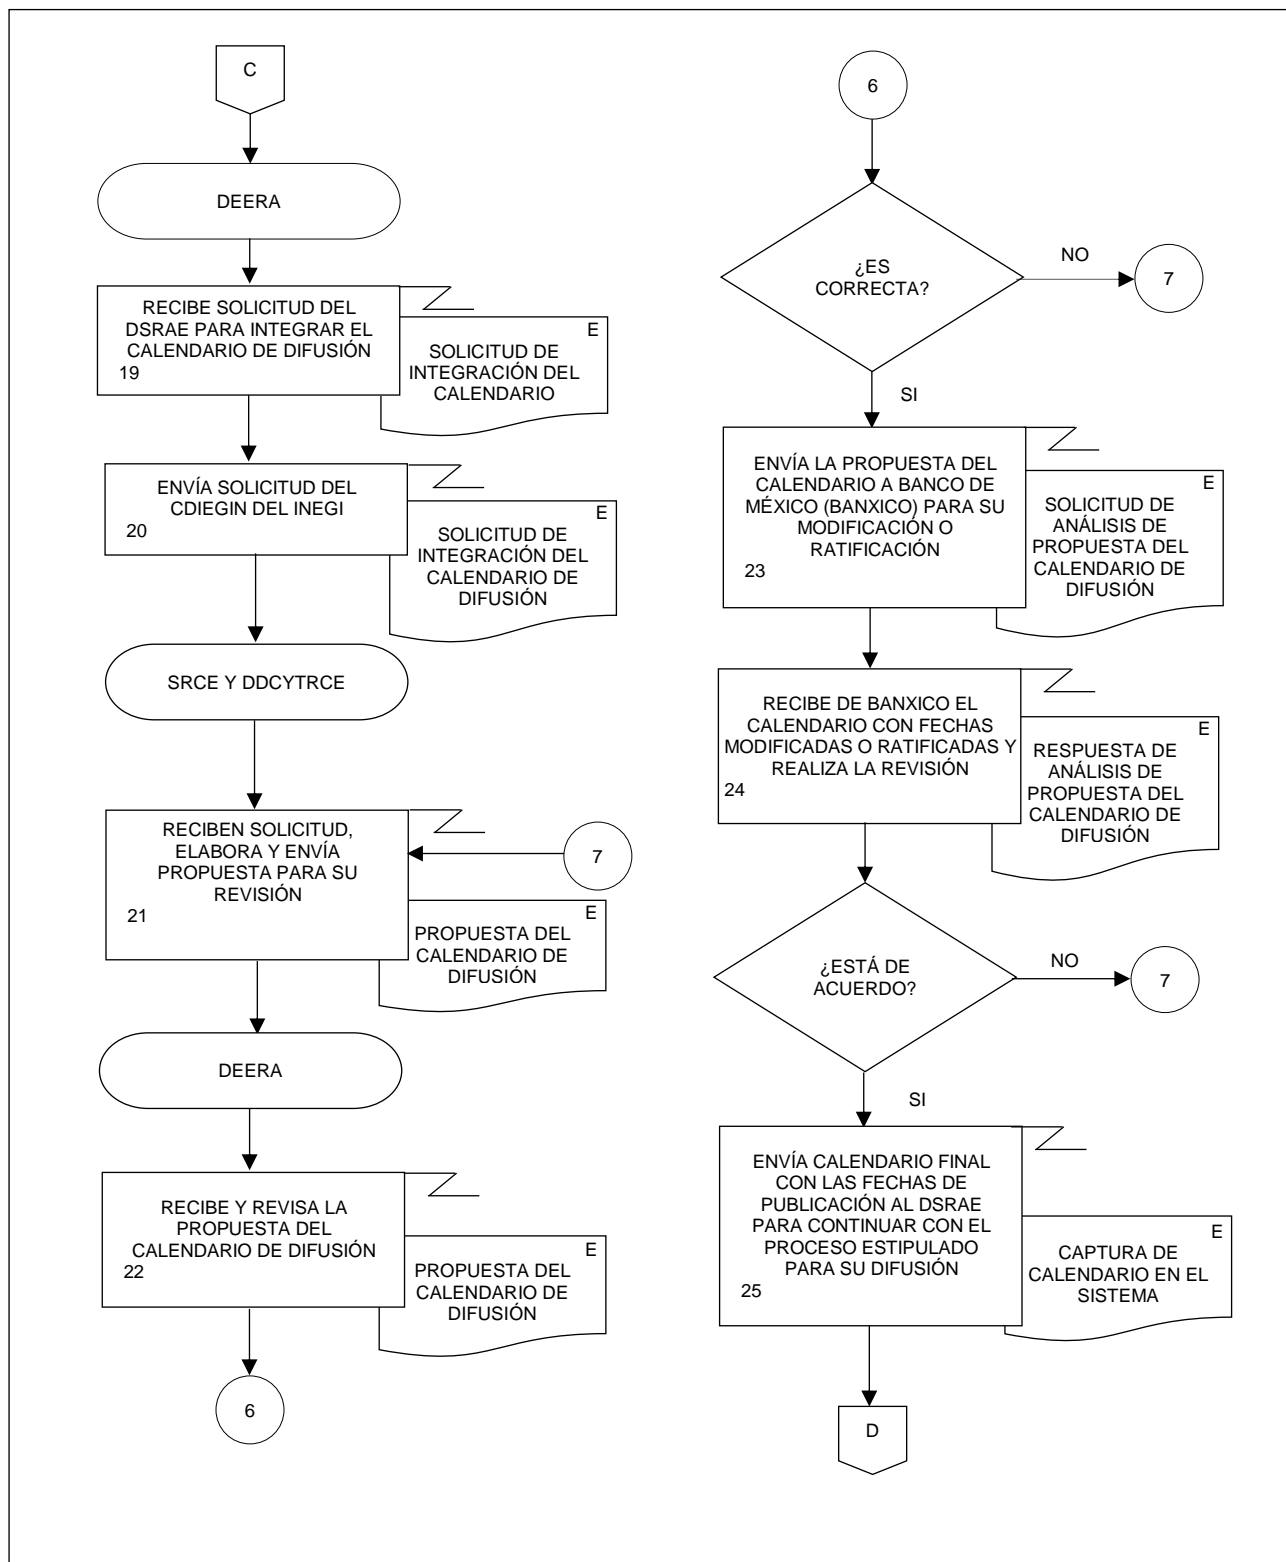 C
DEERA
RECIBE SOLICITUD DEL
DSRAE PARA INTEGRAR EL
CALENDARIO DE DIFUSIÓN
19
E
SOLICITUD DE
INTEGRACIÓN DEL
CALENDARIO
ENVÍA SOLICITUD DEL
CDIEGIN DEL INEGI
20
E
SOLICITUD DE
INTEGRACIÓN DEL
CALENDARIO DE
DIFUSIÓN
SRCE Y DDCYTRCE
RECIBEN SOLICITUD,
ELABORA Y ENVÍA
PROPUESTA PARA SU
REVISIÓN
21
7
E
PROPUESTA DEL
CALENDARIO DE
DIFUSIÓN
DEERA
RECIBE Y REVISA LA
PROPUESTA DEL
CALENDARIO DE DIFUSIÓN
22
E
PROPUESTA DEL
CALENDARIO DE
DIFUSIÓN
6
6
¿ES
CORRECTA?
NO
7
SI
ENVÍA LA PROPUESTA DEL
CALENDARIO A BANCO DE
MÉXICO (BANXICO) PARA SU
MODIFICACIÓN O
RATIFICACIÓN
23
E
SOLICITUD DE
ANÁLISIS DE
PROPUESTA DEL
CALENDARIO DE
DIFUSIÓN
RECIBE DE BANXICO EL
CALENDARIO CON FECHAS
MODIFICADAS O RATIFICADAS Y
REALIZA LA REVISIÓN
24
E
RESPUESTA DE
ANÁLISIS DE
PROPUESTA DEL
CALENDARIO DE
DIFUSIÓN
¿ESTÁ DE
ACUERDO?
NO
7
SI
ENVÍA CALENDARIO FINAL
CON LAS FECHAS DE
PUBLICACIÓN AL DSRAE
PARA CONTINUAR CON EL
PROCESO ESTIPULADO
PARA SU DIFUSIÓN
25
E
CAPTURA DE
CALENDARIO EN EL
SISTEMA
D